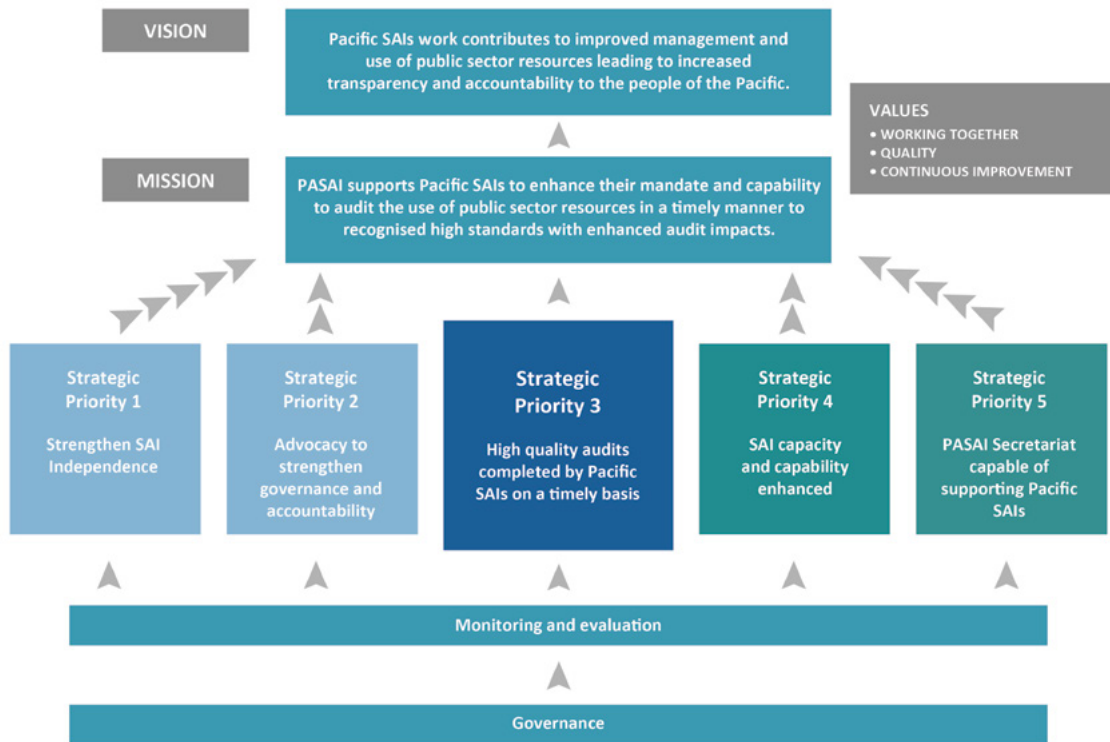 VISION
Pacific SAIs work contributes to improved management and
use of public sector resources leading to increased
transparency and accountability to the people of the Pacific.
VALUES
• WORKING TOGETHER
• QUALITY
• CONTINUOUS IMPROVEMENT
MISSION
PASAI supports Pacific SAIs to enhance their mandate and capability
to audit the use of public sector resources in a timely manner to
recognised high standards with enhanced audit impacts.
Strategic
Priority 1
Strengthen SAI
Independence
Strategic
Priority 2
Advocacy to
strengthen
governance and
accountability
Strategic
Priority 3
High quality audits
completed by Pacific
SAIs on a timely basis
Strategic
Priority 4
SAI capacity
and capability
enhanced
Strategic
Priority 5
PASAI Secretariat
capable of
supporting Pacific
SAIs
Monitoring and evaluation
Governance